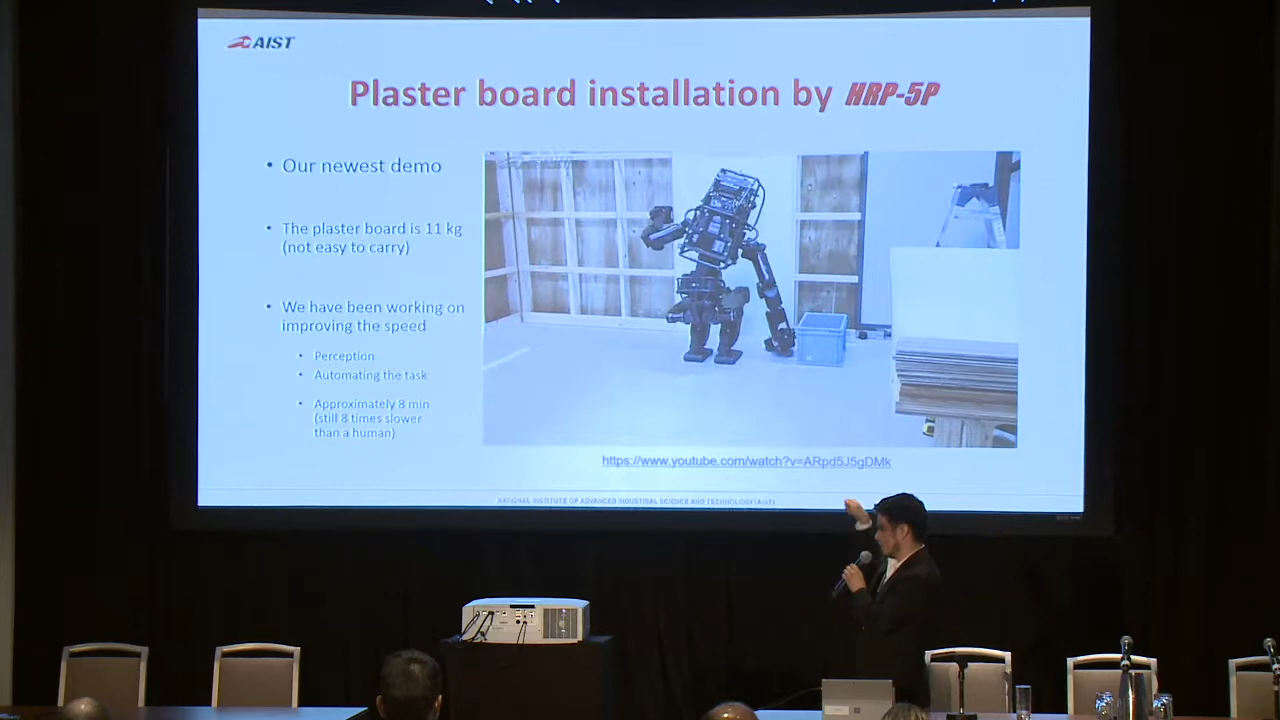 AIST
Plaster board installation by HRP-5P
• Our newest demo
• The plaster board is 11 kg
(not easy to carry)
• We have been working on
improving the speed
• Perception
• Automating the task
• Approximately 8 min
(still 8 times slower
than a human)
https://www.youtube.com/watch?v=ARpd5J5gDMk
NATIONAL INSTITUTE OF ADVANCED INDUSTRIAL SCIENCE AND TECHNOLOGY (AIST)